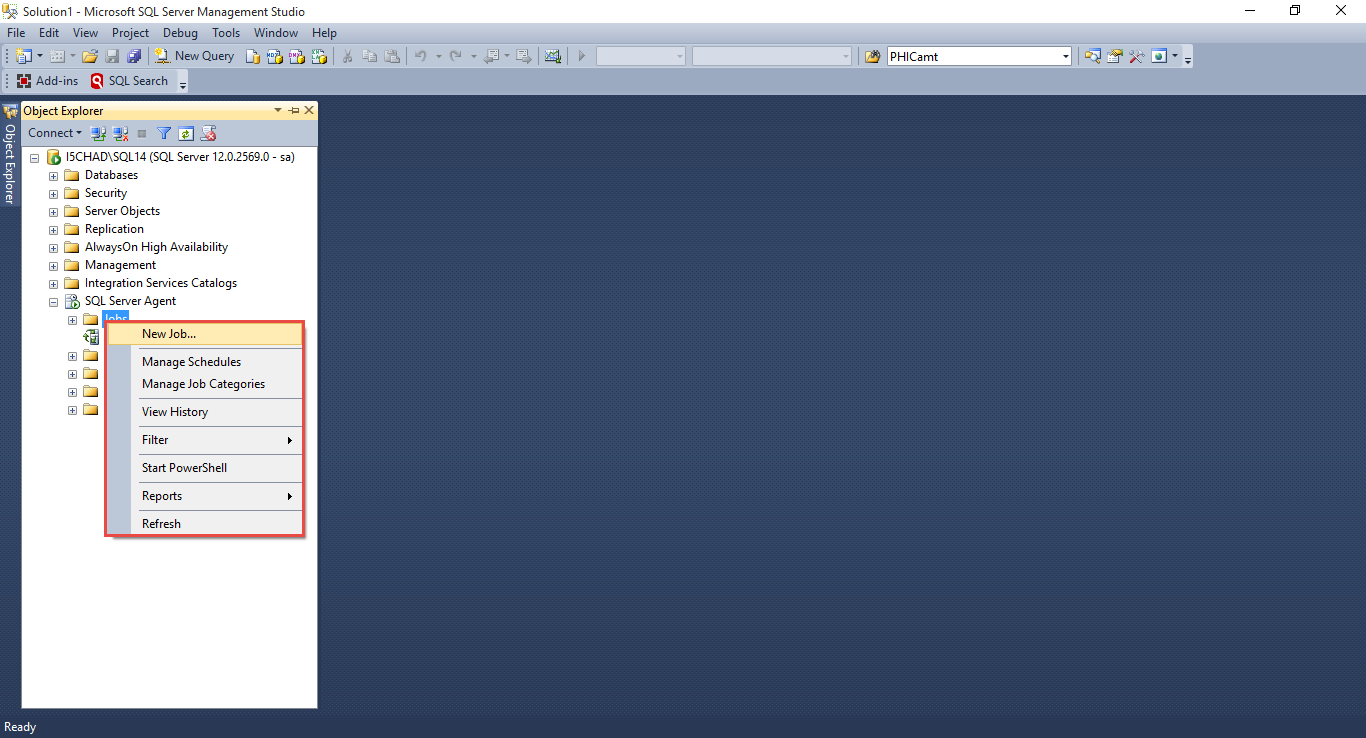 Solution1 - Microsoft SQL Server Management Studio
File Edit View Project Debug Tools Window Help
New Query PHICamt
Add-ins SQL Search
Object Explorer
Object Explorer
Connect
I5CHAD\SQL14 (SQL Server 12.0.2569.0 - sa)
Databases
Security
Server Objects
Replication
AlwaysOn High Availability
Management
Integration Services Catalogs
SQL Server Agent
Jobs
New Job...
Manage Schedules
Manage Job Categories
View History
Filter
Start PowerShell
Reports
Refresh
Ready